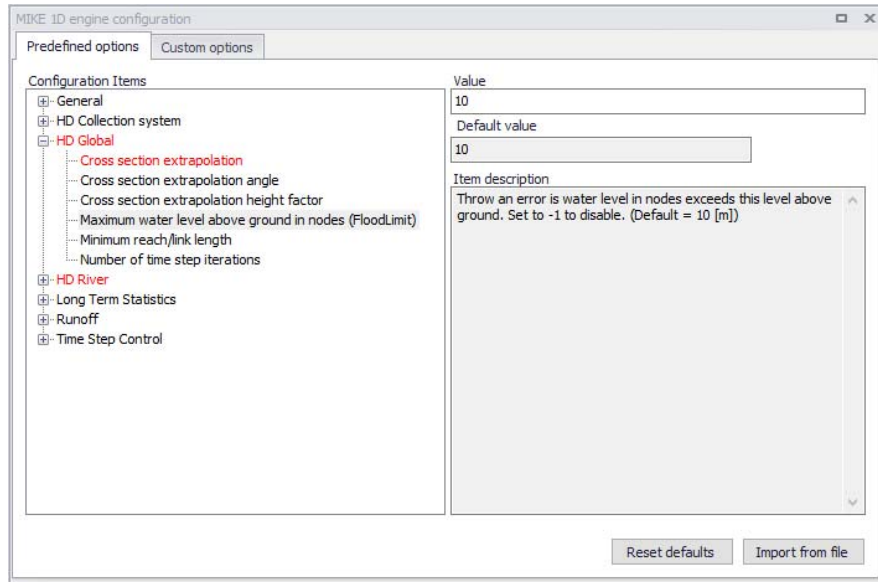 MIKE 1D engine configuration
Predefined options
Custom options
Configuration Items
General
HD Collection system
HD Global
Cross section extrapolation
Cross section extrapolation angle
Cross section extrapolation height factor
Maximum water level above ground in nodes (FloodLimit)
Minimum reach/link length
Number of time step iterations
HD River
Long Term Statistics
Runoff
Time Step Control
Value
10
Default value
10
Item description
Throw an error is water level in nodes exceeds this level above
ground. Set to -1 to disable. (Default = 10 [m])
Reset defaults
Import from file